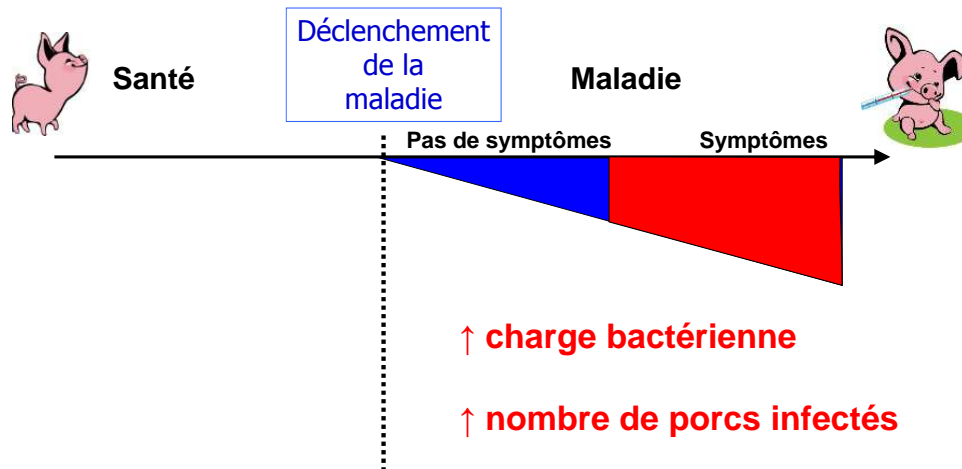 Déclenchement
de la
maladie
Santé
Maladie
Pas de symptômes
Symptômes
↑ charge bactérienne
↑ nombre de porcs infectés